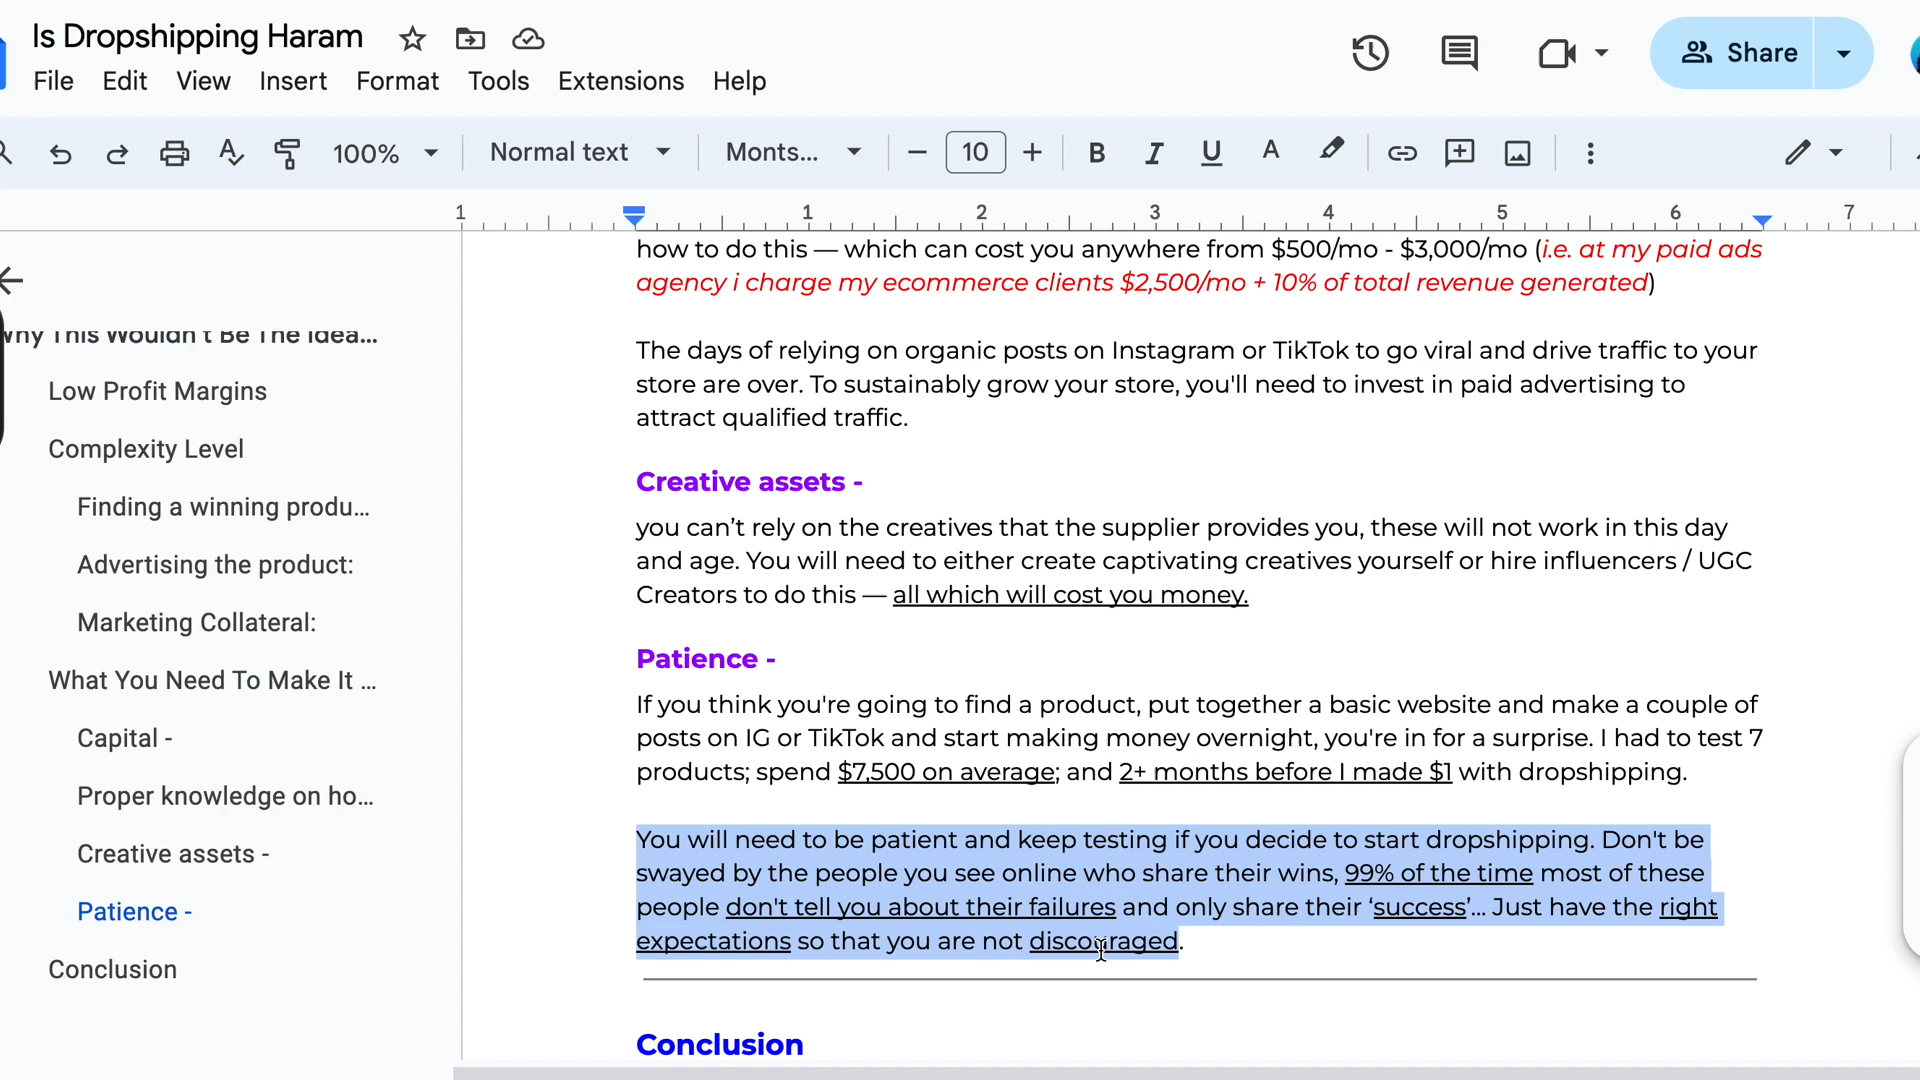 Is Dropshipping Haram
File Edit View Insert Format Tools Extensions Help
Share
100% Normal text Monts... 10 B I U A
1 1 2 3 4 5 6 7
Why This Wouldn't Be The Idea...
Low Profit Margins
Complexity Level
Finding a winning produ...
Advertising the product:
Marketing Collateral:
What You Need To Make It ...
Capital -
Proper knowledge on ho...
Creative assets -
Patience -
Conclusion
how to do this — which can cost you anywhere from $500/mo - $3,000/mo (i.e. at my paid ads
agency i charge my ecommerce clients $2,500/mo + 10% of total revenue generated)
The days of relying on organic posts on Instagram or TikTok to go viral and drive traffic to your
store are over. To sustainably grow your store, you'll need to invest in paid advertising to
attract qualified traffic.
Creative assets -
you can’t rely on the creatives that the supplier provides you, these will not work in this day
and age. You will need to either create captivating creatives yourself or hire influencers / UGC
Creators to do this — all which will cost you money.
Patience -
If you think you're going to find a product, put together a basic website and make a couple of
posts on IG or TikTok and start making money overnight, you're in for a surprise. I had to test 7
products; spend $7,500 on average; and 2+ months before I made $1 with dropshipping.
You will need to be patient and keep testing if you decide to start dropshipping. Don't be
swayed by the people you see online who share their wins, 99% of the time most of these
people don't tell you about their failures and only share their ‘success’... Just have the right
expectations so that you are not discouraged.
Conclusion